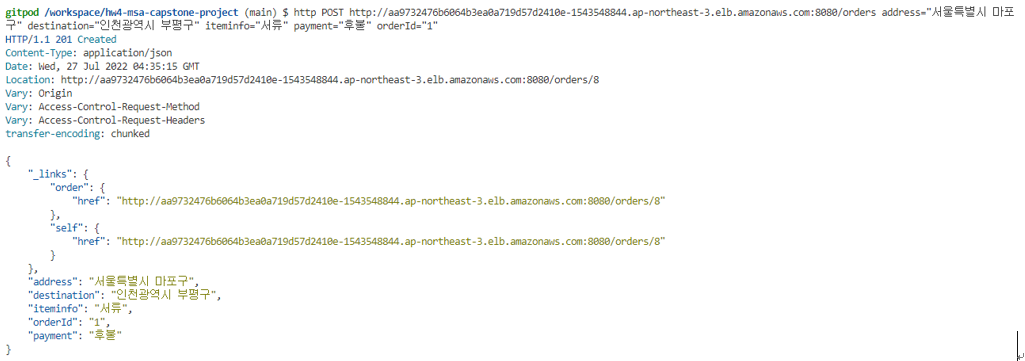 gitpod /workspace/hw4-msa-capstone-project (main) $ http POST http://aa9732476b6064b3ea0a719d57d2410e-1543548844.ap-northeast-3.elb.amazonaws.com:8080/orders address="서울특별시 마포
구" destination="인천광역시 부평구" iteminfo="서류" payment="후불" orderId="1"
HTTP/1.1 201 Created
Content-Type: application/json
Date: Wed, 27 Jul 2022 04:35:15 GMT
Location: http://aa9732476b6064b3ea0a719d57d2410e-1543548844.ap-northeast-3.elb.amazonaws.com:8080/orders/8
Vary: Origin
Vary: Access-Control-Request-Method
Vary: Access-Control-Request-Headers
transfer-encoding: chunked

{
    "_links": {
        "order": {
            "href": "http://aa9732476b6064b3ea0a719d57d2410e-1543548844.ap-northeast-3.elb.amazonaws.com:8080/orders/8"
        },
        "self": {
            "href": "http://aa9732476b6064b3ea0a719d57d2410e-1543548844.ap-northeast-3.elb.amazonaws.com:8080/orders/8"
        }
    },
    "address": "서울특별시 마포구",
    "destination": "인천광역시 부평구",
    "iteminfo": "서류",
    "orderId": "1",
    "payment": "후불"
}